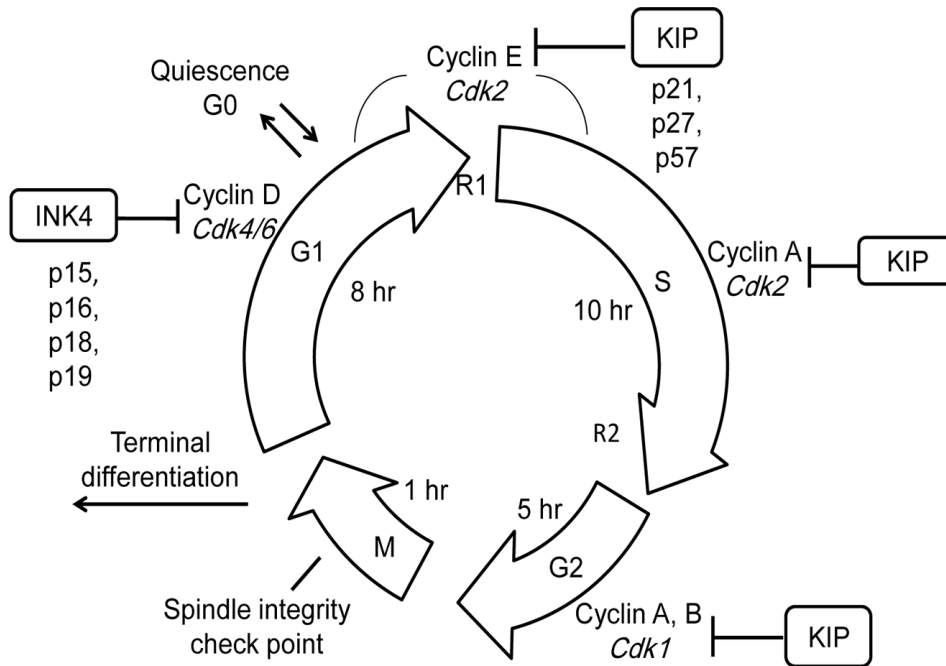 Cyclin E
Cdk2
KIP
p21,
p27,
p57
Quiescence
G0
R1
INK4
Cyclin D
Cdk4/6
G1
8 hr
p15,
p16,
p18,
p19
S
10 hr
Cyclin A
Cdk2
KIP
R2
Terminal
differentiation
1 hr
M
5 hr
G2
Spindle integrity
check point
Cyclin A, B
Cdk1
KIP